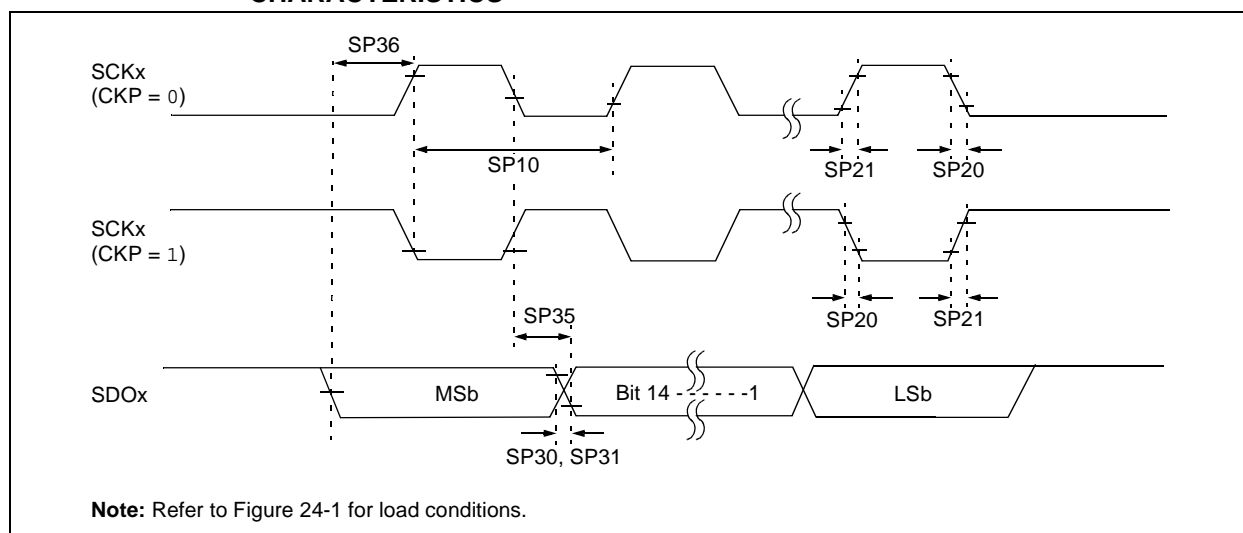 CHARACTERISTICS
SP36
SCKx
(CKP = 0)
SP10
SP21
SP20
SCKx
(CKP = 1)
SP35
SP20
SP21
SDOx
MSb
Bit 14 - - - - - -1
LSb
SP30, SP31
Note: Refer to Figure 24-1 for load conditions.